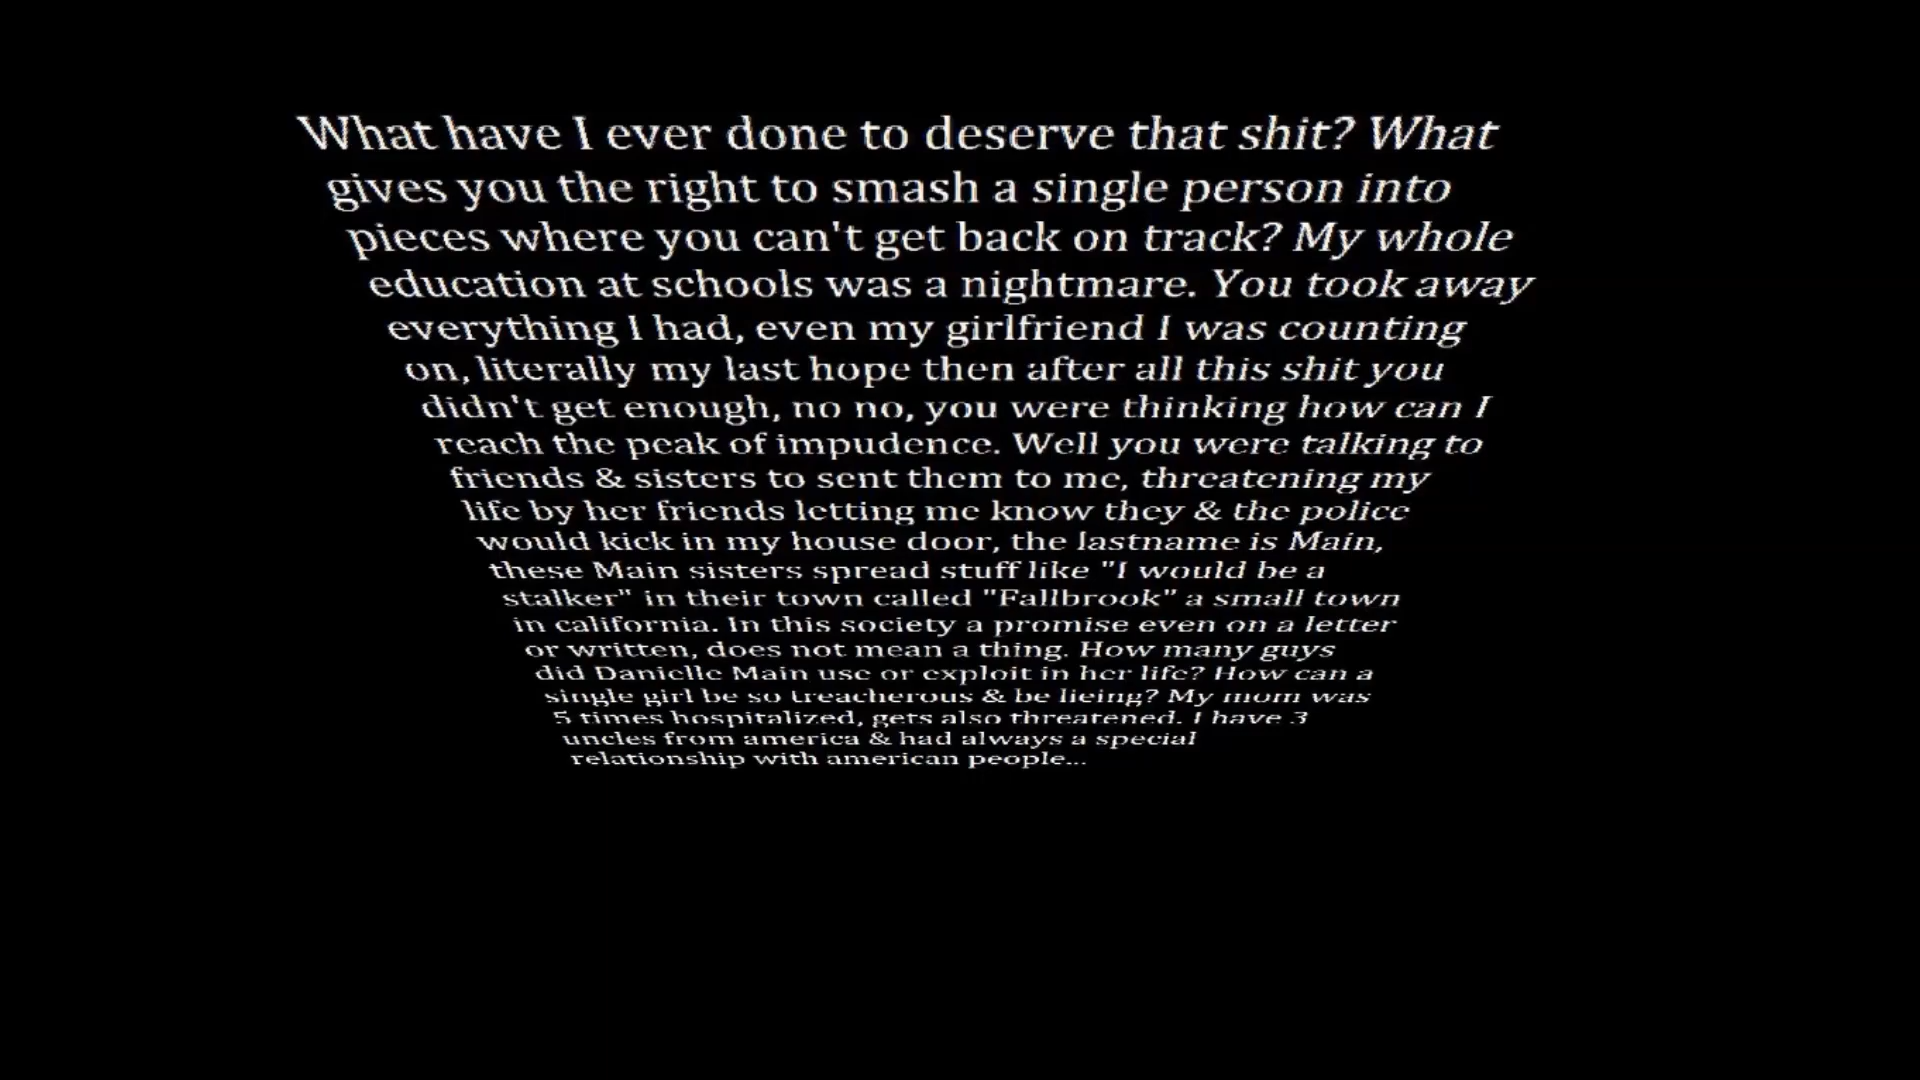 What have I ever done to deserve that shit? What
gives you the right to smash a single person into
pieces where you can't get back on track? My whole
education at schools was a nightmare. You took away
everything I had, even my girlfriend I was counting
on, literally my last hope then after all this shit you
didn't get enough, no no, you were thinking how can I
reach the peak of impudence. Well you were talking to
friends & sisters to sent them to me, threatening my
life by her friends letting me know they & the police
would kick in my house door, the lastname is Main,
these Main sisters spread stuff like "I would be a
stalker" in their town called "Fallbrook" a small town
in california. In this society a promise even on a letter
or written, does not mean a thing. How many guys
did Danielle Main use or exploit in her life? How can a
single girl be so treacherous & be lieing? My mom was
5 times hospitalized, gets also threatened. I have 3
uncles from america & had always a special
relationship with american people...